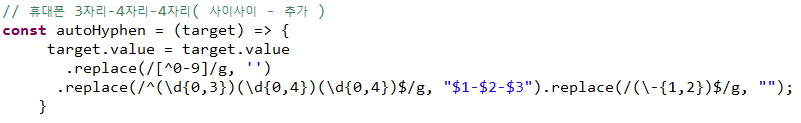 // 휴대폰 3자리-4자리-4자리( 사이사이 - 추가 )
const autoHyphen = (target) => {
target.value = target.value
.replace(/[^0-9]/g, '')
.replace(/^(\d{0,3})(\d{0,4})(\d{0,4})$/g, "$1-$2-$3").replace(/(\-{1,2})$/g, "");
}